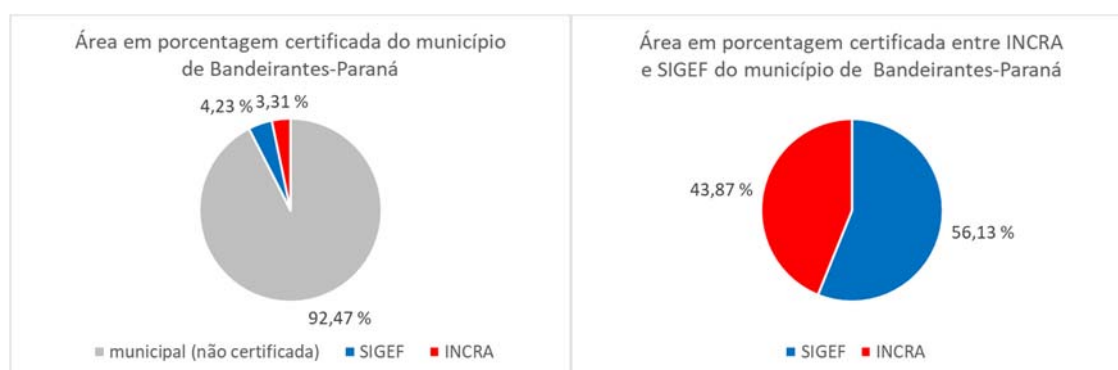 Área em porcentagem certificada do município
de Bandeirantes-Paraná
4,23 %
3,31 %
92,47 %
municipal (não certificada)
SIGEF
INCRA
Área em porcentagem certificada entre INCRA
e SIGEF do município de Bandeirantes-Paraná
43,87 %
56,13 %
SIGEF
INCRA